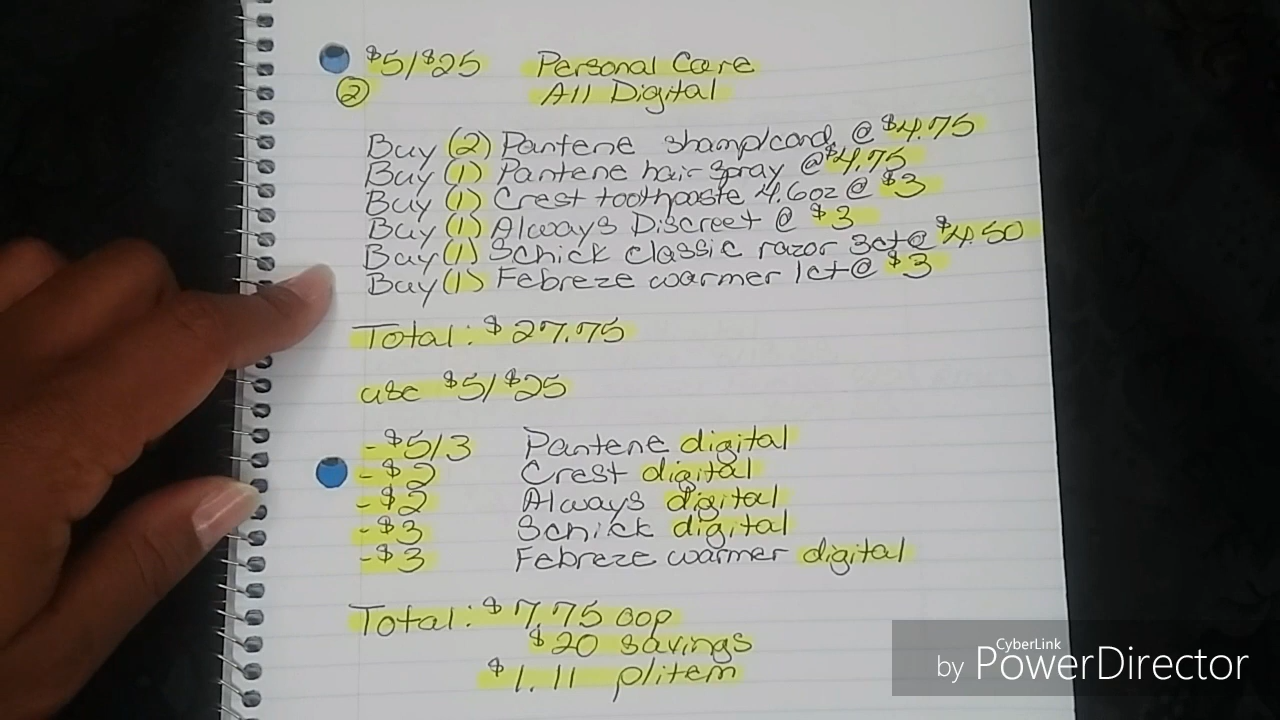 $5/$25 Personal Care
② All Digital
Buy (2) Pantene shamp/cond @ $4.75
Buy (1) Pantene hair spray @ $4.75
Buy (1) Crest toothpaste 4.6oz @ $3
Buy (1) Always Discreet @ $3
Buy (1) Schick classic razor 3ct @ $4.50
Buy (1) Febreze warmer 1ct @ $3
Total: $27.75
use $5/$25
-$5/3 Pantene digital
-$2 Crest digital
-$2 Always digital
-$3 Schick digital
-$3 Febreze warmer digital
Total: $7.75 oop
$20 savings
$1.11 p/item
CyberLink
by PowerDirector